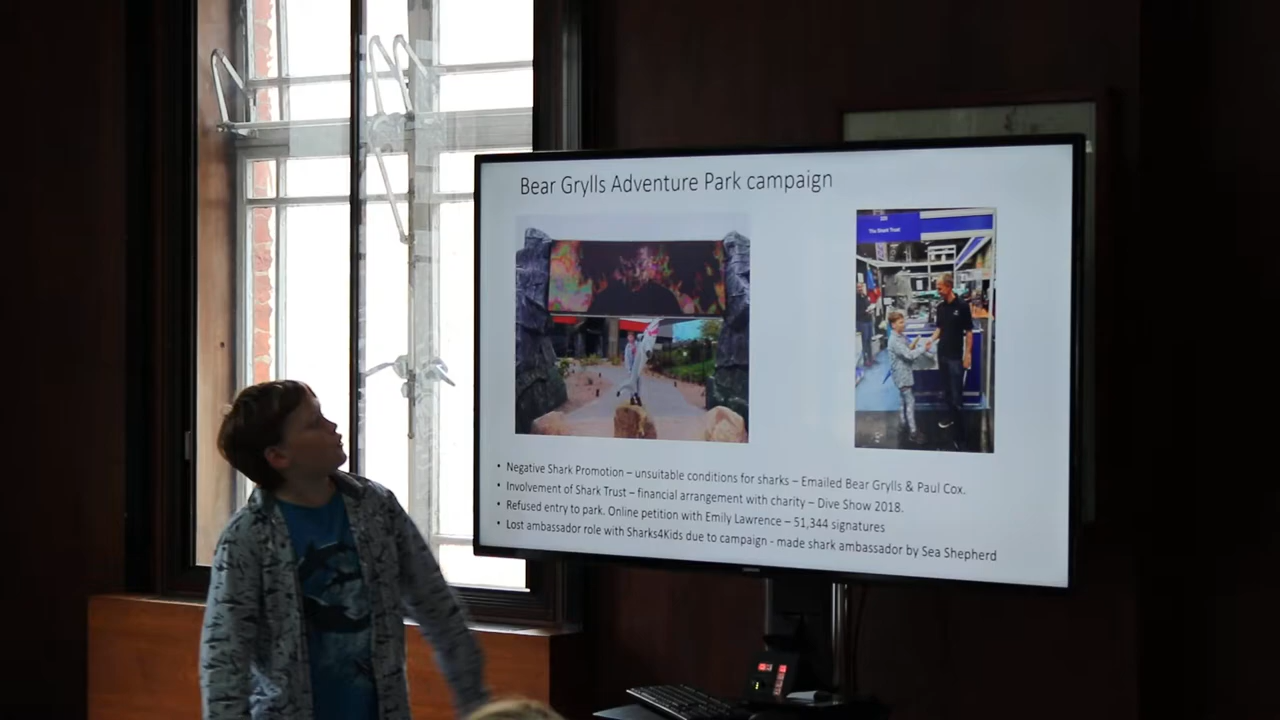 Bear Grylls Adventure Park campaign
The Shark Trust
• Negative Shark Promotion – unsuitable conditions for sharks – Emailed Bear Grylls & Paul Cox.
• Involvement of Shark Trust – financial arrangement with charity – Dive Show 2018.
• Refused entry to park. Online petition with Emily Lawrence – 51,344 signatures
• Lost ambassador role with Sharks4Kids due to campaign - made shark ambassador by Sea Shepherd